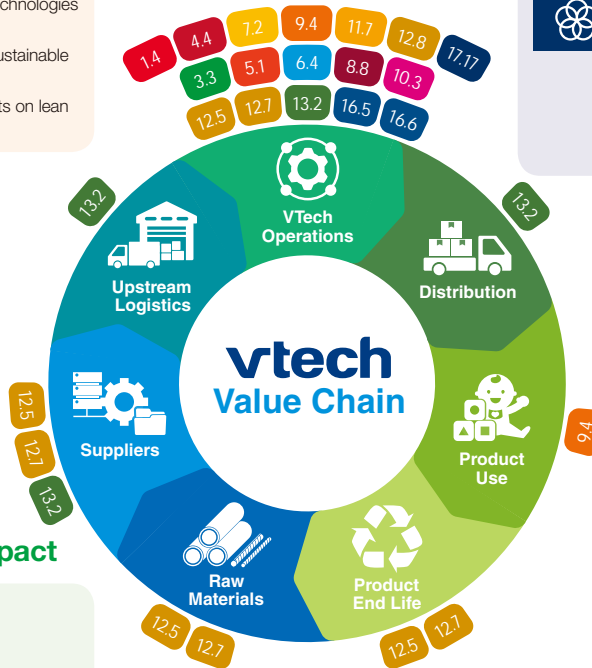 technologies
sustainable
ts on lean
1.4
4.4
7.2
9.4
11.7
12.8
17.17
3.3
5.1
6.4
8.8
10.3
12.5
12.7
13.2
16.5
16.6
13.2
13.2
VTech
Operations
Upstream
Logistics
Distribution
vtech
Value Chain
Suppliers
12.5
12.7
13.2
Product
Use
9.4
pact
Raw
Materials
Product
End Life
12.5
12.7
12.5
12.7